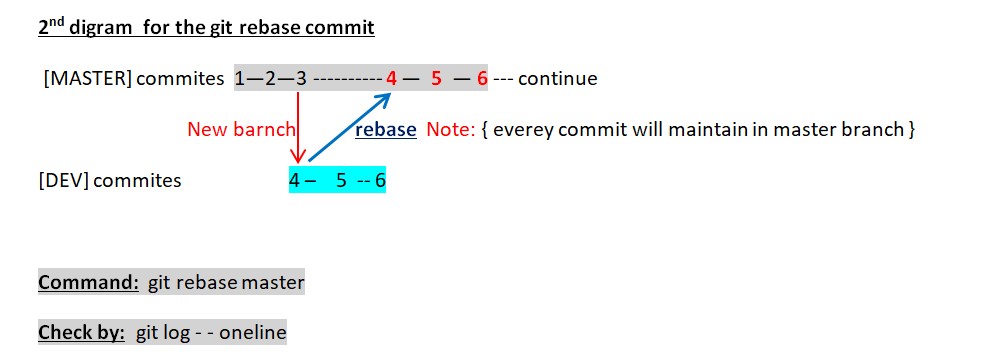 2nd digram for the git rebase commit
[MASTER] commites 1—2—3 ---------- 4 — 5 — 6 --- continue
New barnch rebase Note: { everey commit will maintain in master branch }
[DEV] commites 4 – 5 -- 6
Command: git rebase master
Check by: git log - - oneline